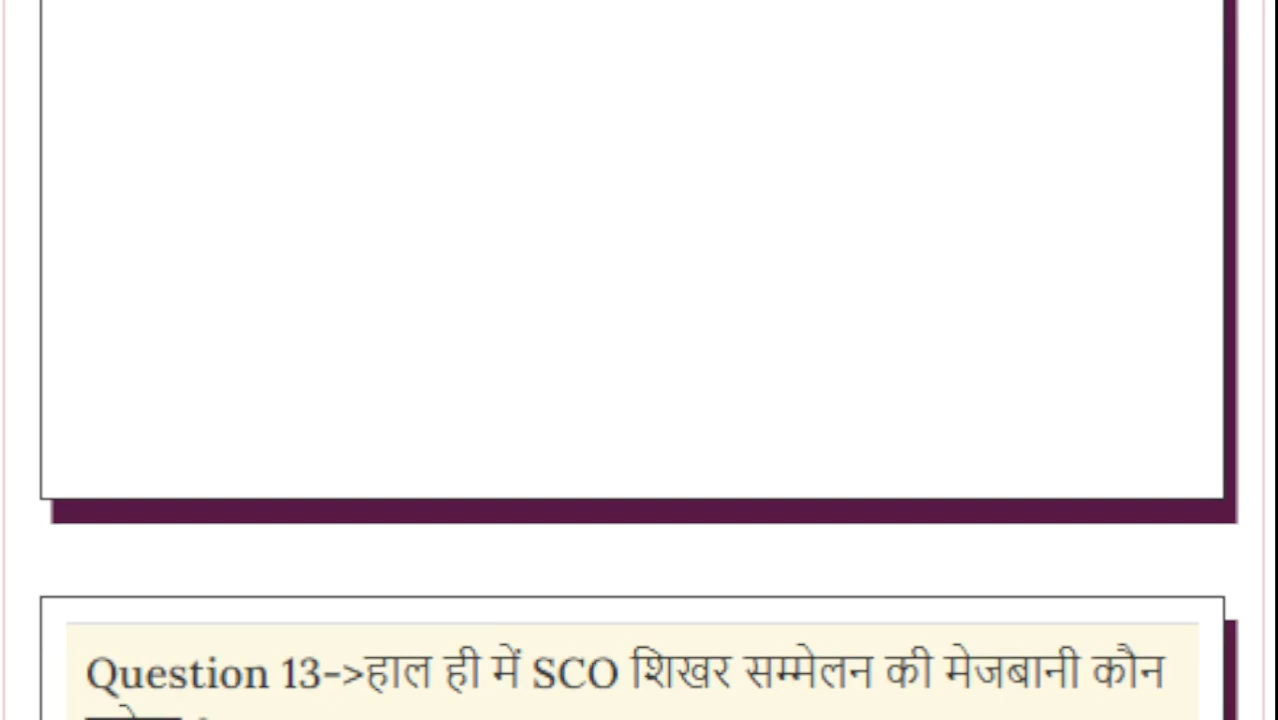 Question 13->हाल ही में SCO शिखर सम्मेलन की मेजबानी कौन